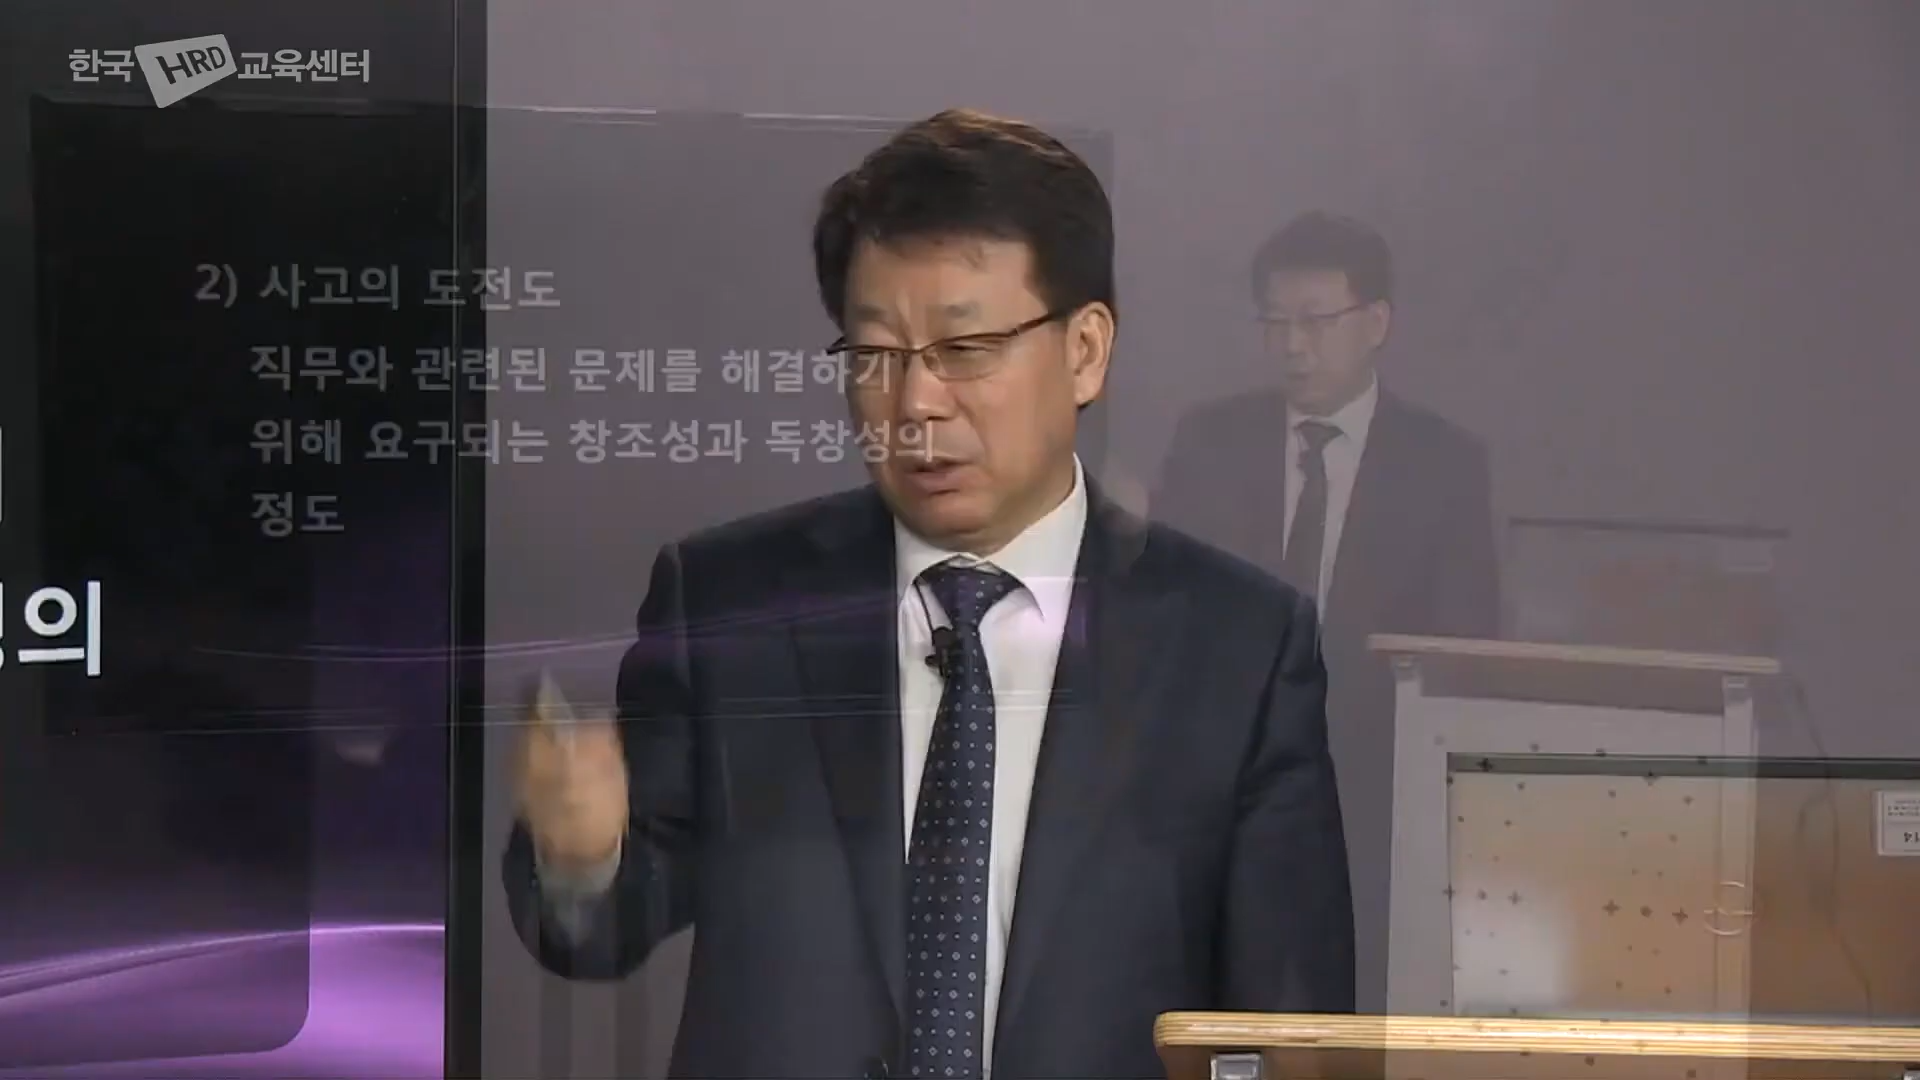 한국 HRD 교육센터
2) 사고의 도전도
직무와 관련된 문제를 해결하기
위해 요구되는 창조성과 독창성의
정도
의